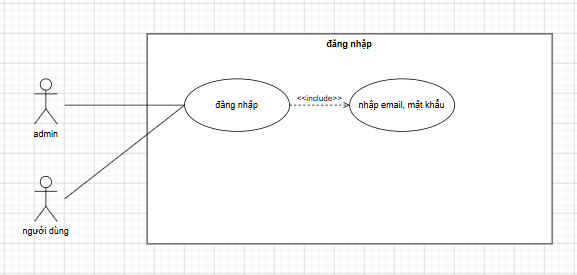 đăng nhập
đăng nhập
<<include>>
nhập email, mật khẩu
admin
người dùng